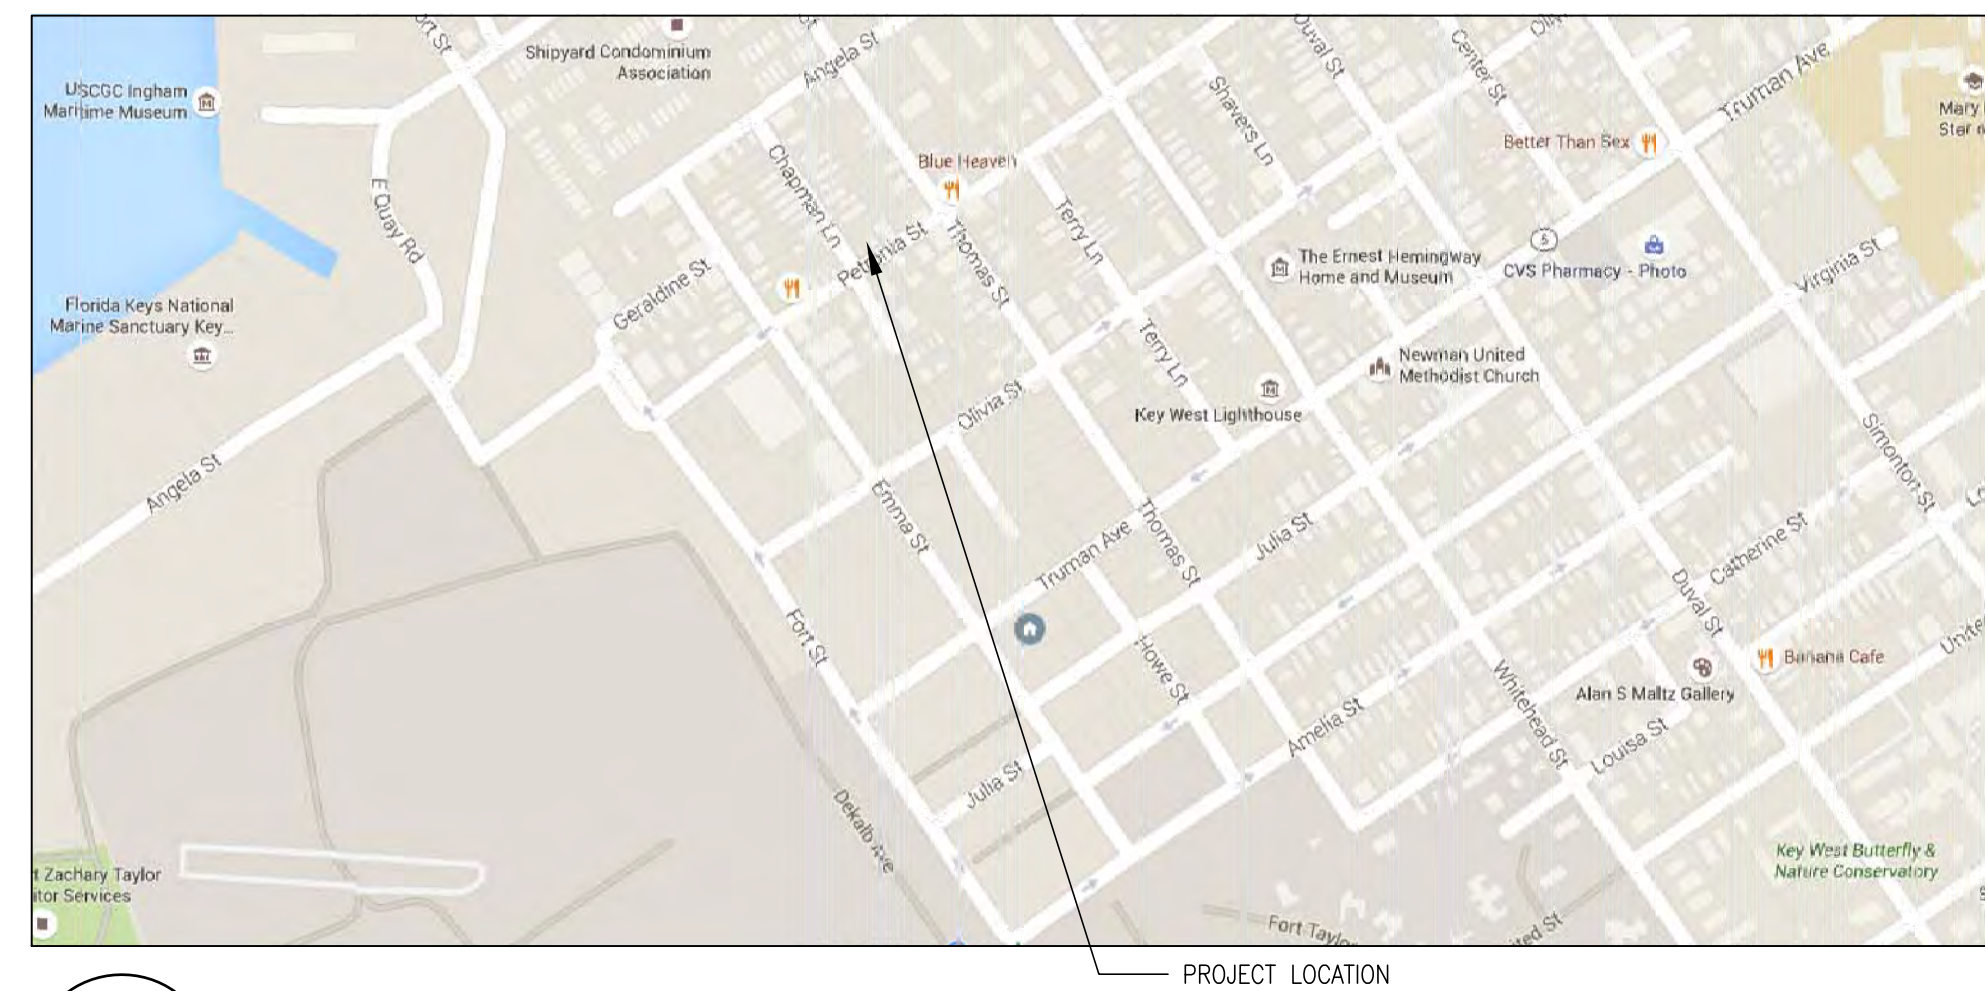 Shipyard Condominium
Association
Angela St
Duval St
Center St
Truman Ave
USCGC Ingham
Maritime Museum
Mary
Shavers Ln
Better Than Sex
Blue Heaven
Chapman Ln
E Quay Rd
Terry Ln
Petronia St
Thomas St
5
The Ernest Hemingway
Home and Museum
CVS Pharmacy - Photo
Virginia St
Geraldine St
Florida Keys National
Marine Sanctuary Key...
Terry Ln
Newman United
Methodist Church
Olivia St
Key West Lighthouse
Simonton St
Angela St
Emma St
Truman Ave
Thomas St
Julia St
Catherine St
Duval St
Fort St
Howe St
Banana Cafe
Alan S Maltz Gallery
Whitehead St
Amelia St
Louisa St
Julia St
Dekalb Ave
Key West Butterfly &
Nature Conservatory
t Zachary Taylor
itor Services
Fort Taylor
ited St
PROJECT LOCATION